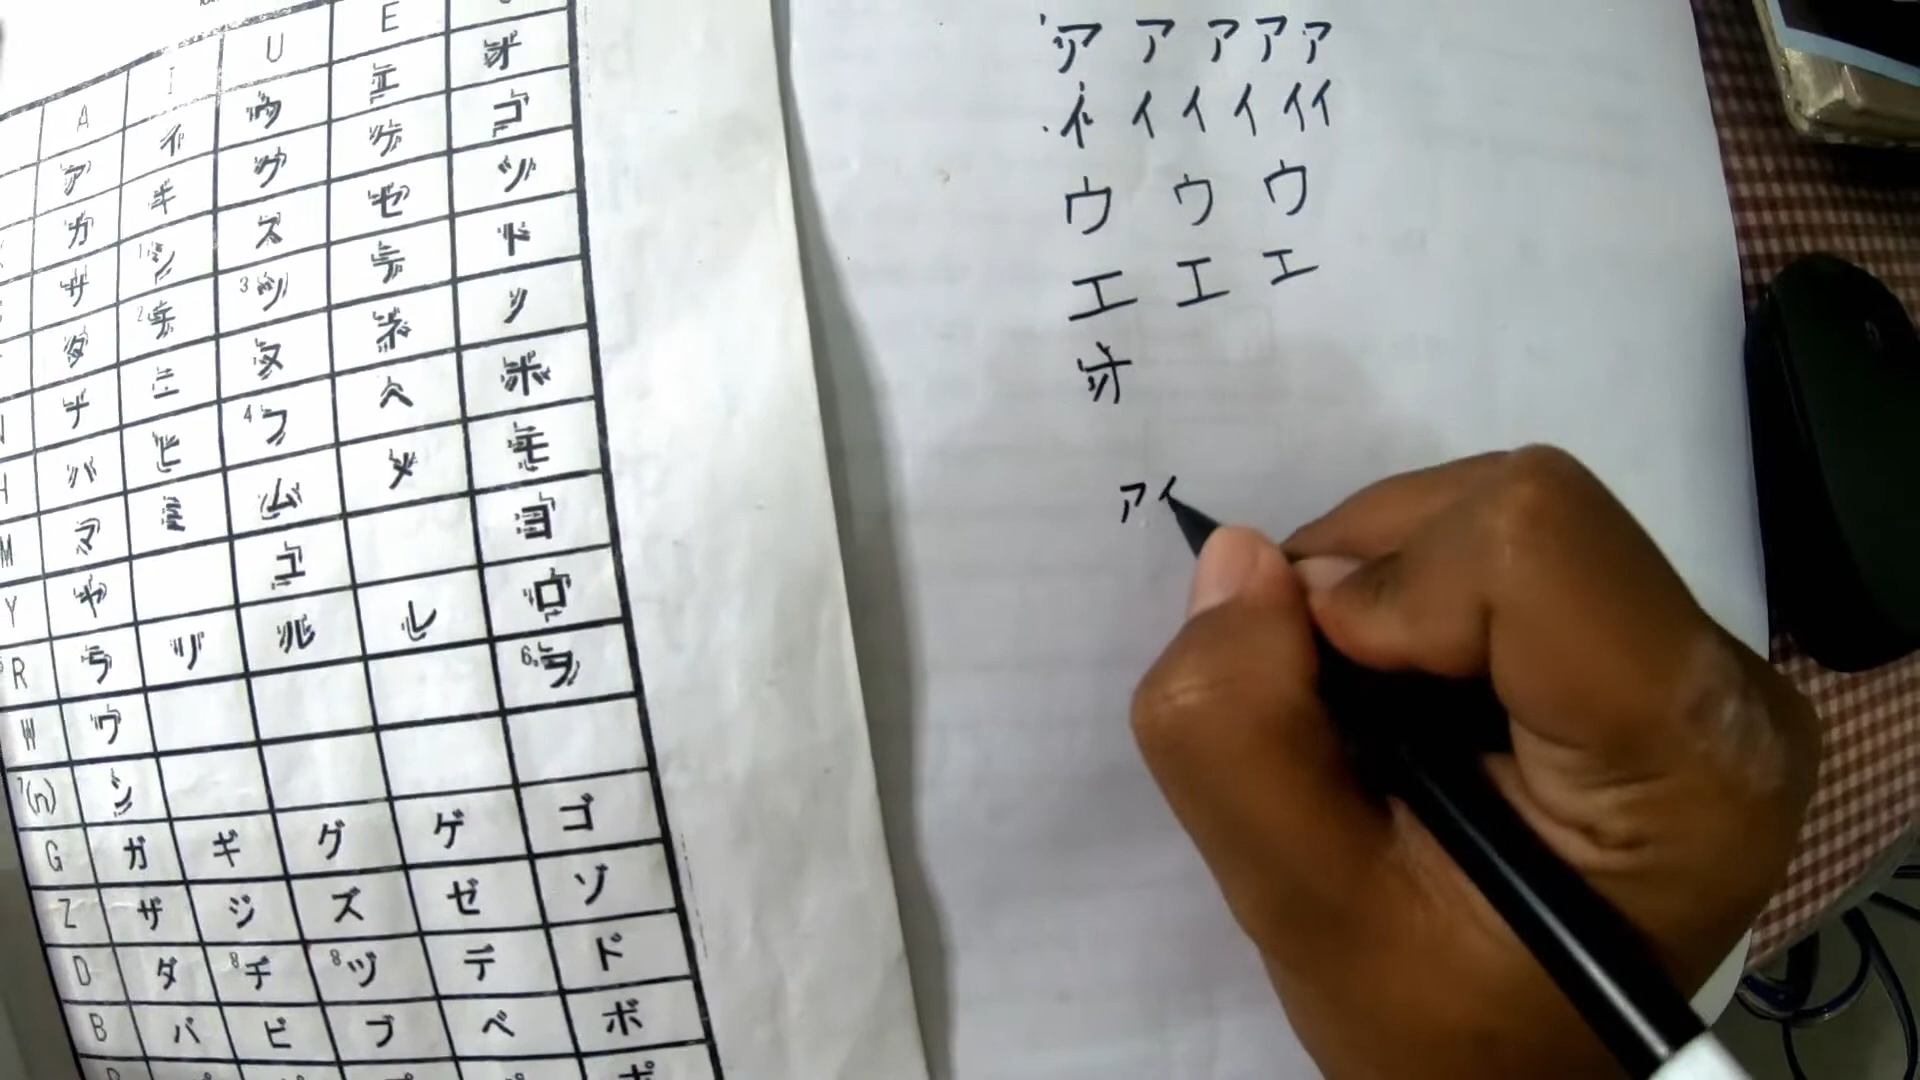 A I U E
ア イ ウ エ オ
カ キ ク ケ コ
サ シ ス セ ソ
タ チ ツ テ ト
ナ ニ ヌ ネ ノ
H ハ ヒ フ ヘ ホ
M マ ミ ム メ モ
Y ヤ ユ ヨ
R ラ リ ル レ ロ
W ワ ヲ
(n) ン
G ガ ギ グ ゲ ゴ
Z ザ ジ ズ ゼ ゾ
D ダ ヂ ヅ デ ド
B バ ビ ブ ベ ボ
ア ア ア ア ア
イ イ イ イ イ イ
ウ ウ ウ
エ エ エ
オ
ア イ